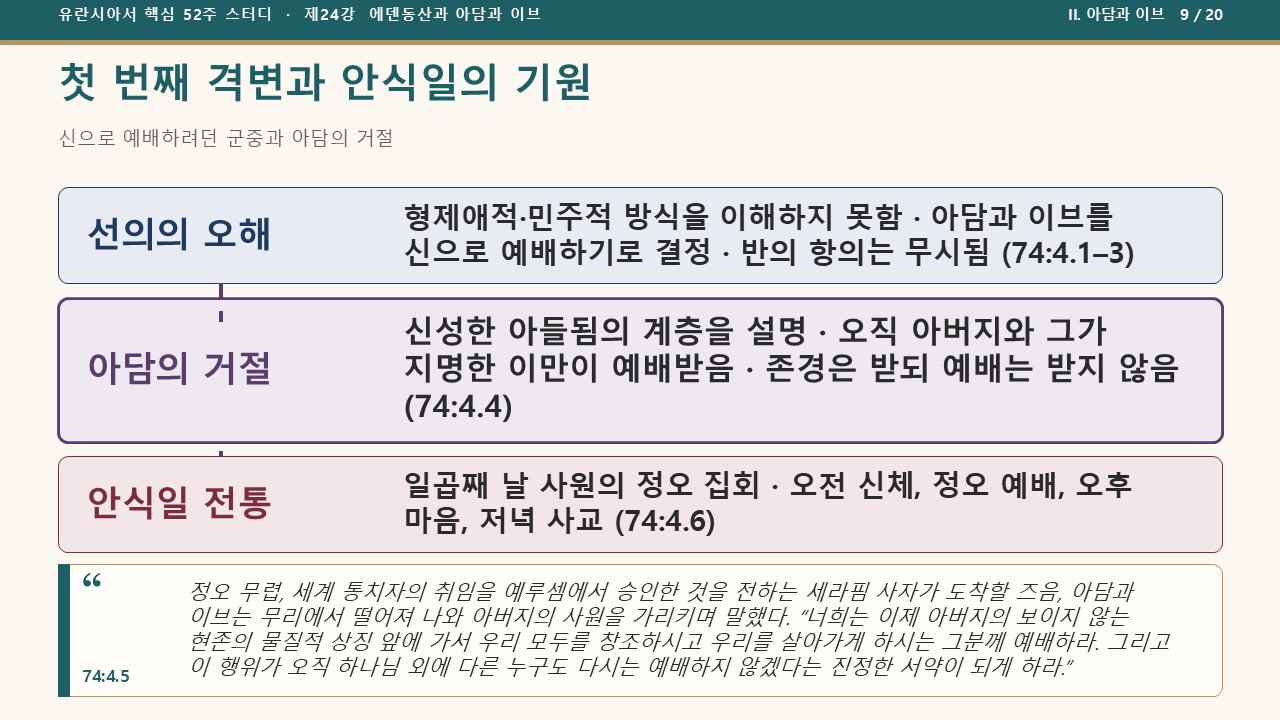 유란시아서 핵심 52주 스터디 · 제24강 에덴동산과 아담과 이브
II. 아담과 이브 9 / 20
첫 번째 격변과 안식일의 기원
신으로 예배하려던 군중과 아담의 거절
선의의 오해
형제애적·민주적 방식을 이해하지 못함 · 아담과 이브를
신으로 예배하기로 결정 · 반의 항의는 무시됨 (74:4.1–3)
아담의 거절
신성한 아들됨의 계층을 설명 · 오직 아버지와 그가
지명한 이만이 예배받음 · 존경은 받되 예배는 받지 않음
(74:4.4)
안식일 전통
일곱째 날 사원의 정오 집회 · 오전 신체, 정오 예배, 오후
마음, 저녁 사교 (74:4.6)
“
정오 무렵, 세계 통치자의 취임을 예루셈에서 승인한 것을 전하는 세라핌 사자가 도착할 즈음, 아담과
이브는 무리에서 떨어져 나와 아버지의 사원을 가리키며 말했다. “너희는 이제 아버지의 보이지 않는
현존의 물질적 상징 앞에 가서 우리 모두를 창조하시고 우리를 살아가게 하시는 그분께 예배하라. 그리고
이 행위가 오직 하나님 외에 다른 누구도 다시는 예배하지 않겠다는 진정한 서약이 되게 하라.”
74:4.5